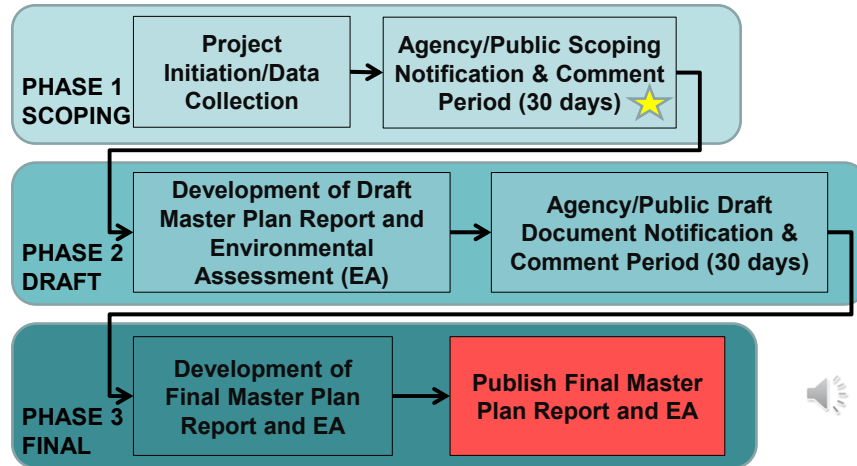 PHASE 1
SCOPING
Project
Initiation/Data
Collection
Agency/Public Scoping
Notification & Comment
Period (30 days)
PHASE 2
DRAFT
Development of Draft
Master Plan Report and
Environmental
Assessment (EA)
Agency/Public Draft
Document Notification &
Comment Period (30 days)
PHASE 3
FINAL
Development of
Final Master Plan
Report and EA
Publish Final Master
Plan Report and EA